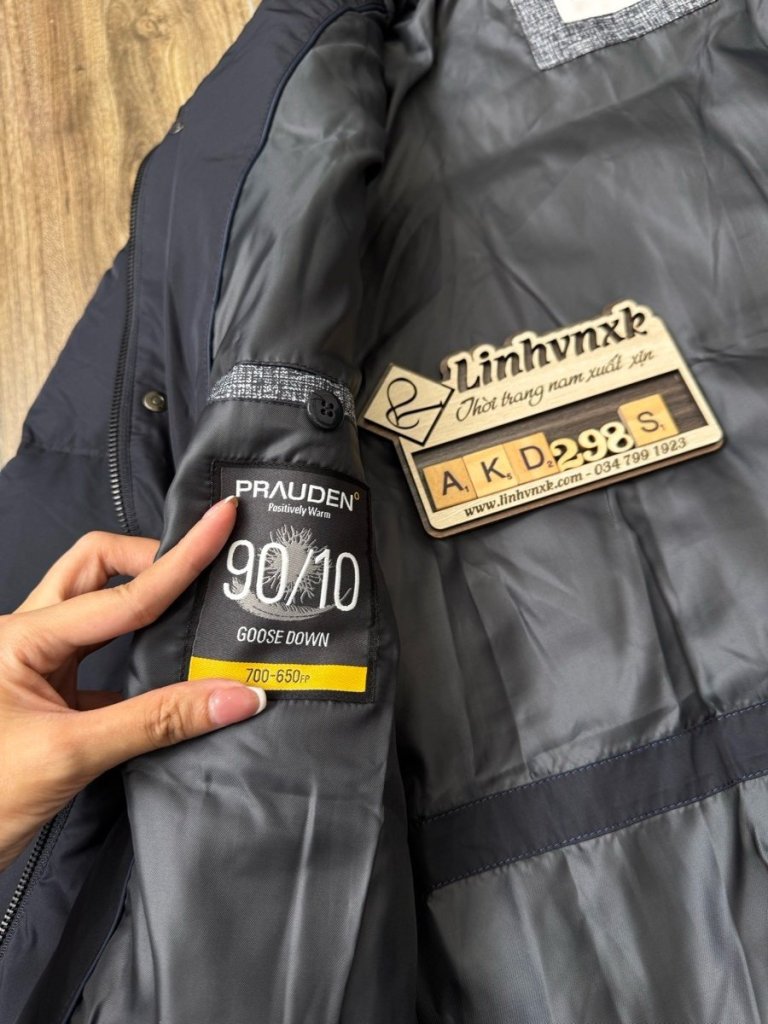 Linhvnxk
Thời trang nam xuất xịn
AKD298S
www.linhvnxk.com - 034 799 1923
PRAUDEN°
Positively Warm
90/10
GOOSE DOWN
700-650FP